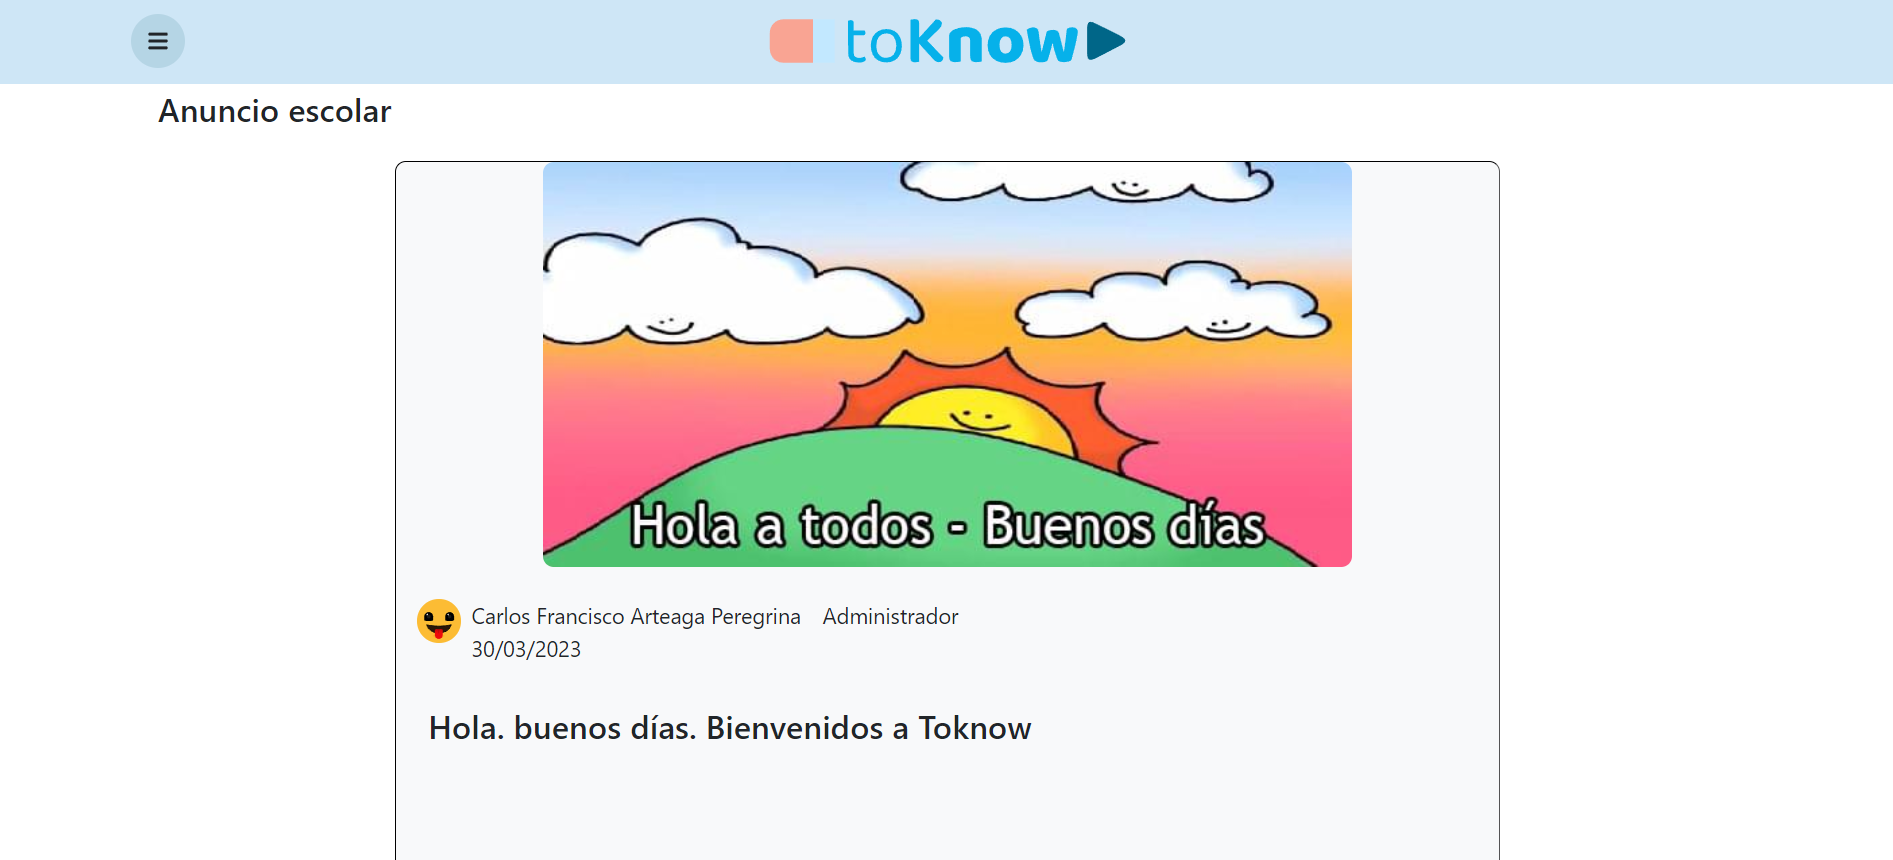 toKnow
Anuncio escolar
Hola a todos - Buenos días
Carlos Francisco Arteaga Peregrina Administrador
30/03/2023
Hola. buenos días. Bienvenidos a Toknow